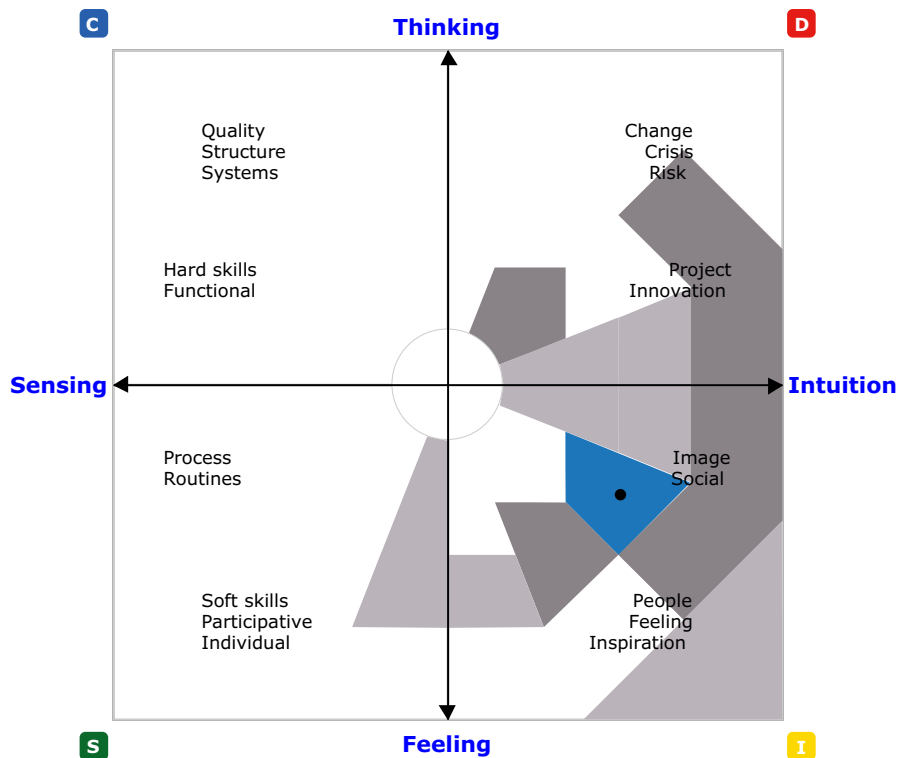 C
Thinking
D
Quality
Structure
Systems
Change
Crisis
Risk
Hard skills
Functional
Project
Innovation
Sensing
Intuition
Process
Routines
Image
Social
Soft skills
Participative
Individual
People
Feeling
Inspiration
S
Feeling
I